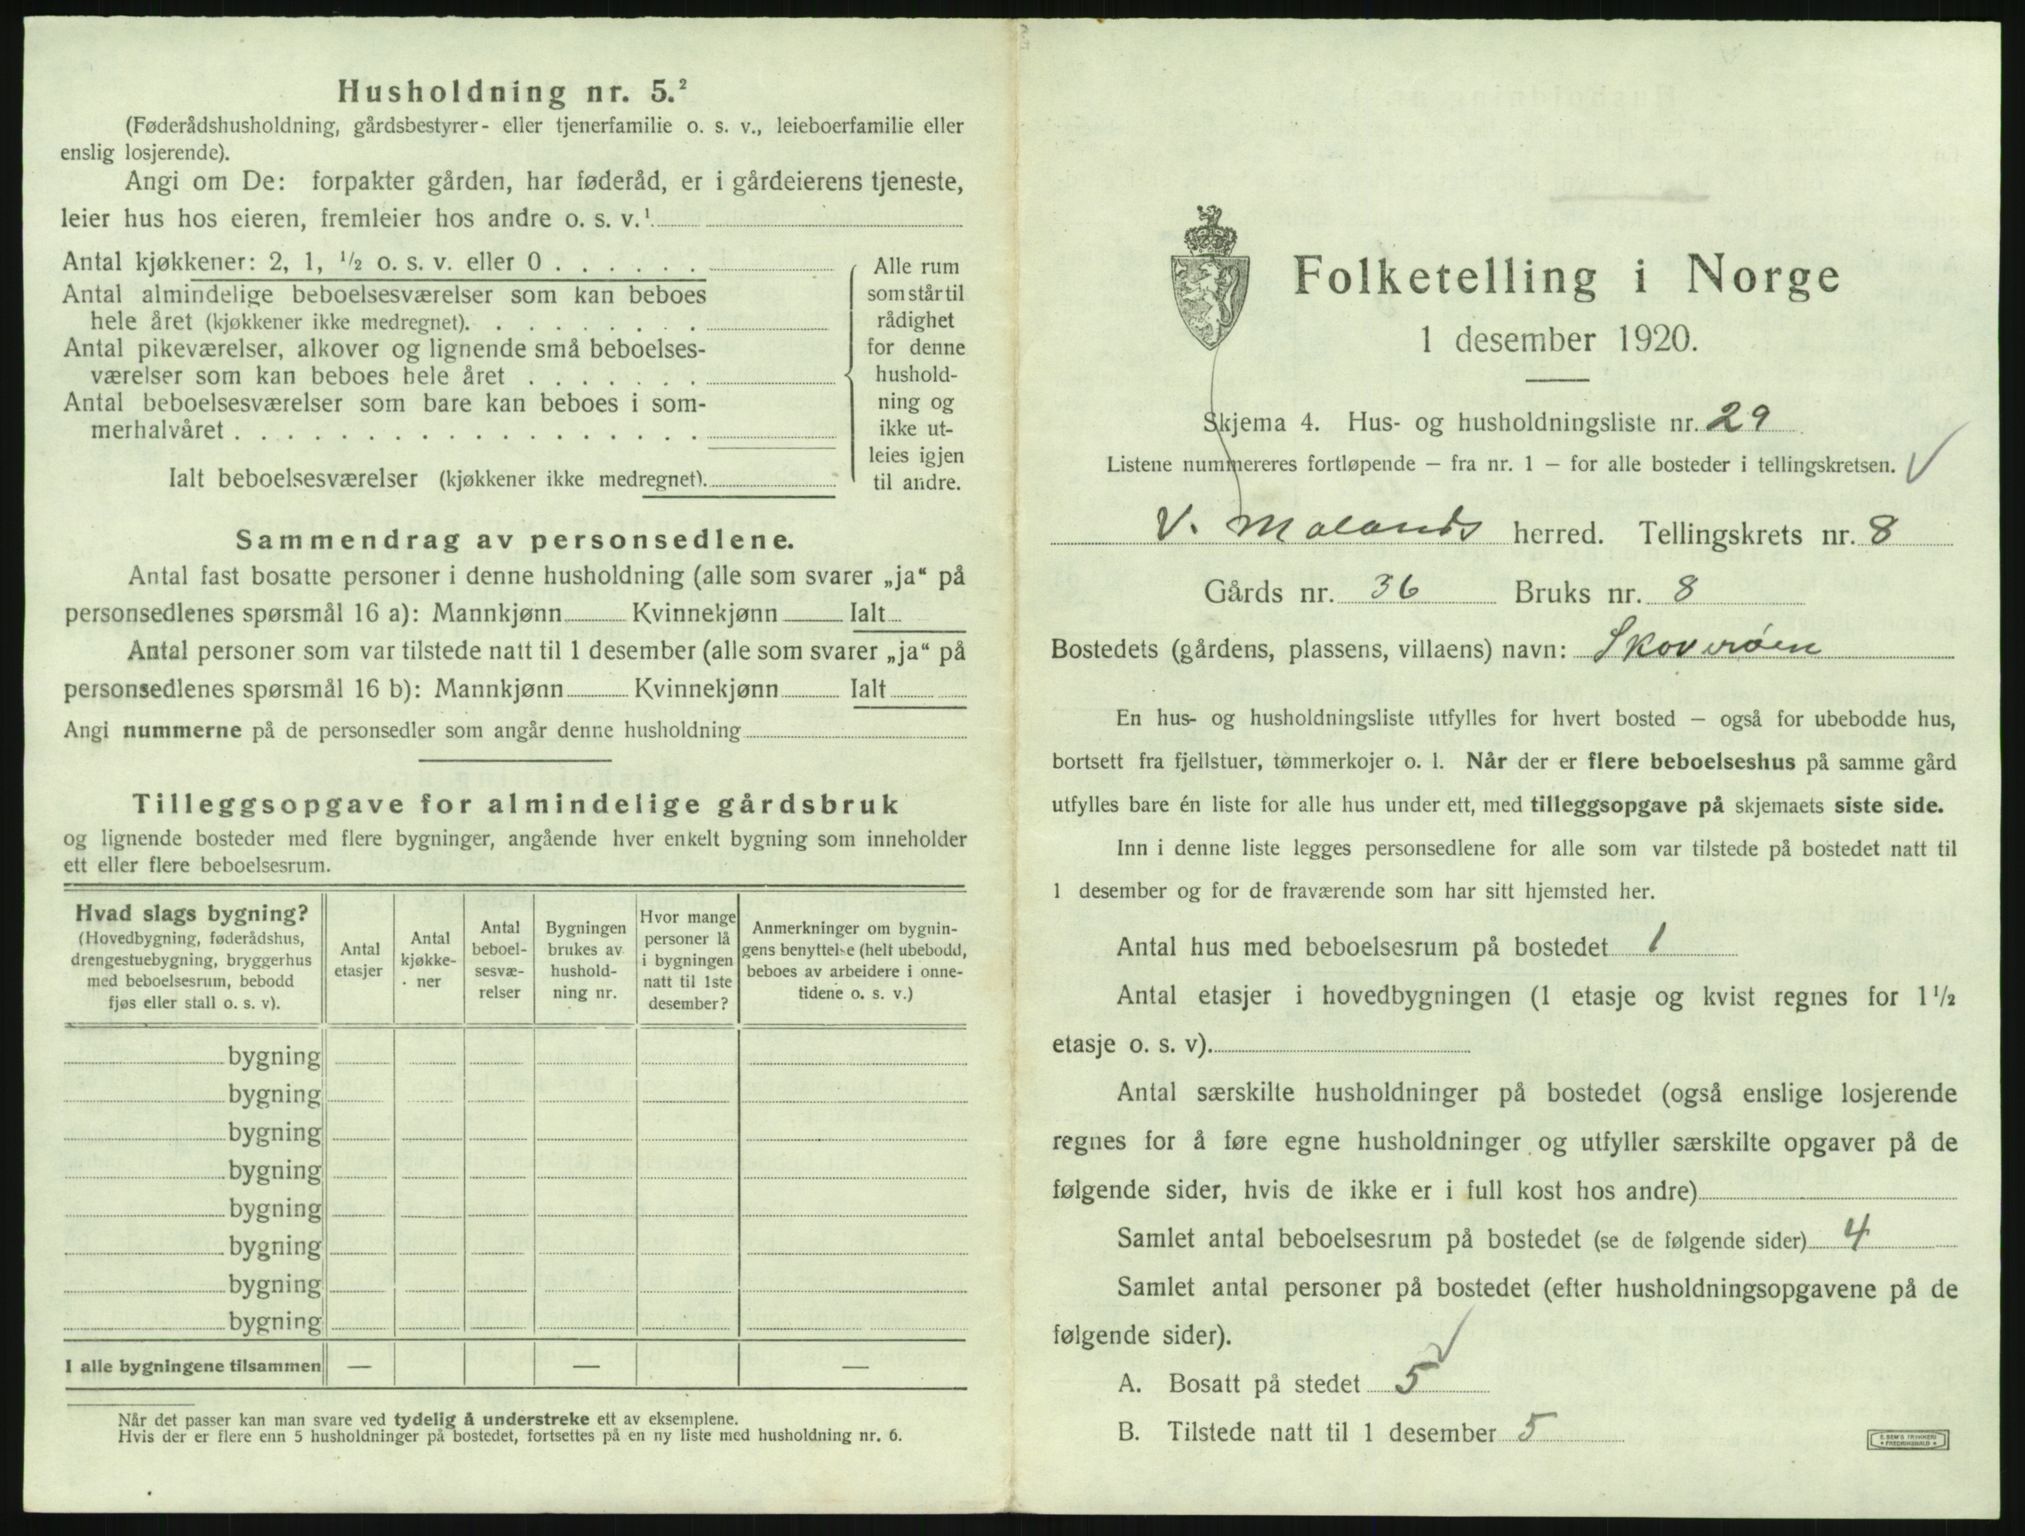 Husholdning nr. 5.²
(Føderådshusholdning, gårdsbestyrer- eller tjenerfamilie o. s. v., leieboerfamilie eller
enslig losjerende).
Angi om De: forpakter gården, har føderåd, er i gårdeierens tjeneste,
leier hus hos eieren, fremleier hos andre o. s. v.¹
Antal kjøkkener: 2, 1, ½ o. s. v. eller 0 . . . . . .
Antal almindelige beboelsesværelser som kan beboes
hele året (kjøkkener ikke medregnet). . . . . . . . .
Antal pikeværelser, alkover og lignende små beboelses-
værelser som kan beboes hele året . . . . . . .
Antal beboelsesværelser som bare kan beboes i som-
merhalvåret . . . . . . . . . . . . . . . . . .
Ialt beboelsesværelser (kjøkkener ikke medregnet).
Alle rum
som står til
rådighet
for denne
hushold-
ning og
ikke ut-
leies igjen
til andre.
Sammendrag av personsedlene.
Antal fast bosatte personer i denne husholdning (alle som svarer „ja“ på
personsedlenes spørsmål 16 a): Mannkjønn Kvinnekjønn Ialt
Antal personer som var tilstede natt til 1 desember (alle som svarer „ja“ på
personsedlenes spørsmål 16 b): Mannkjønn Kvinnekjønn Ialt
Angi nummerne på de personsedler som angår denne husholdning
Tilleggsopgave for almindelige gårdsbruk
og lignende bosteder med flere bygninger, angående hver enkelt bygning som inneholder
ett eller flere beboelsesrum.
Hvad slags bygning?
(Hovedbygning, føderådshus,
drengestuebygning, bryggerhus
med beboelsesrum, bebodd
fjøs eller stall o. s. v).
Antal
etasjer
Antal
kjøkke-
ner
Antal
beboel-
sesvæ-
relser
Bygningen
brukes av
hushold-
ning nr.
Hvor mange
personer lå
i bygningen
natt til 1ste
desember?
Anmerkninger om bygnin-
gens benyttelse (helt ubebodd,
beboes av arbeidere i onne-
tidene o. s. v.)
bygning
bygning
bygning
bygning
bygning
bygning
bygning
bygning
I alle bygningene tilsammen — — —
Når det passer kan man svare ved tydelig å understreke ett av eksemplene.
Hvis der er flere enn 5 husholdninger på bostedet, fortsettes på en ny liste med husholdning nr. 6.
Folketelling i Norge
1 desember 1920.
Skjema 4. Hus- og husholdningsliste nr. 29
Listene nummereres fortløpende — fra nr. 1 — for alle bosteder i tellingskretsen.
V. Molands herred. Tellingskrets nr. 8
Gårds nr. 36 Bruks nr. 8
Bostedets (gårdens, plassens, villaens) navn: Skoverøen
En hus- og husholdningsliste utfylles for hvert bosted — også for ubebodde hus,
bortsett fra fjellstuer, tømmerkojer o. l. Når der er flere beboelseshus på samme gård
utfylles bare én liste for alle hus under ett, med tilleggsopgave på skjemaets siste side.
Inn i denne liste legges personsedlene for alle som var tilstede på bostedet natt til
1 desember og for de fraværende som har sitt hjemsted her.
Antal hus med beboelsesrum på bostedet 1
Antal etasjer i hovedbygningen (1 etasje og kvist regnes for 1½
etasje o. s. v).
Antal særskilte husholdninger på bostedet (også enslige losjerende
regnes for å føre egne husholdninger og utfyller særskilte opgaver på de
følgende sider, hvis de ikke er i full kost hos andre)
Samlet antal beboelsesrum på bostedet (se de følgende sider) 4
Samlet antal personer på bostedet (efter husholdningsopgavene på de
følgende sider).
A. Bosatt på stedet 5
B. Tilstede natt til 1 desember 5